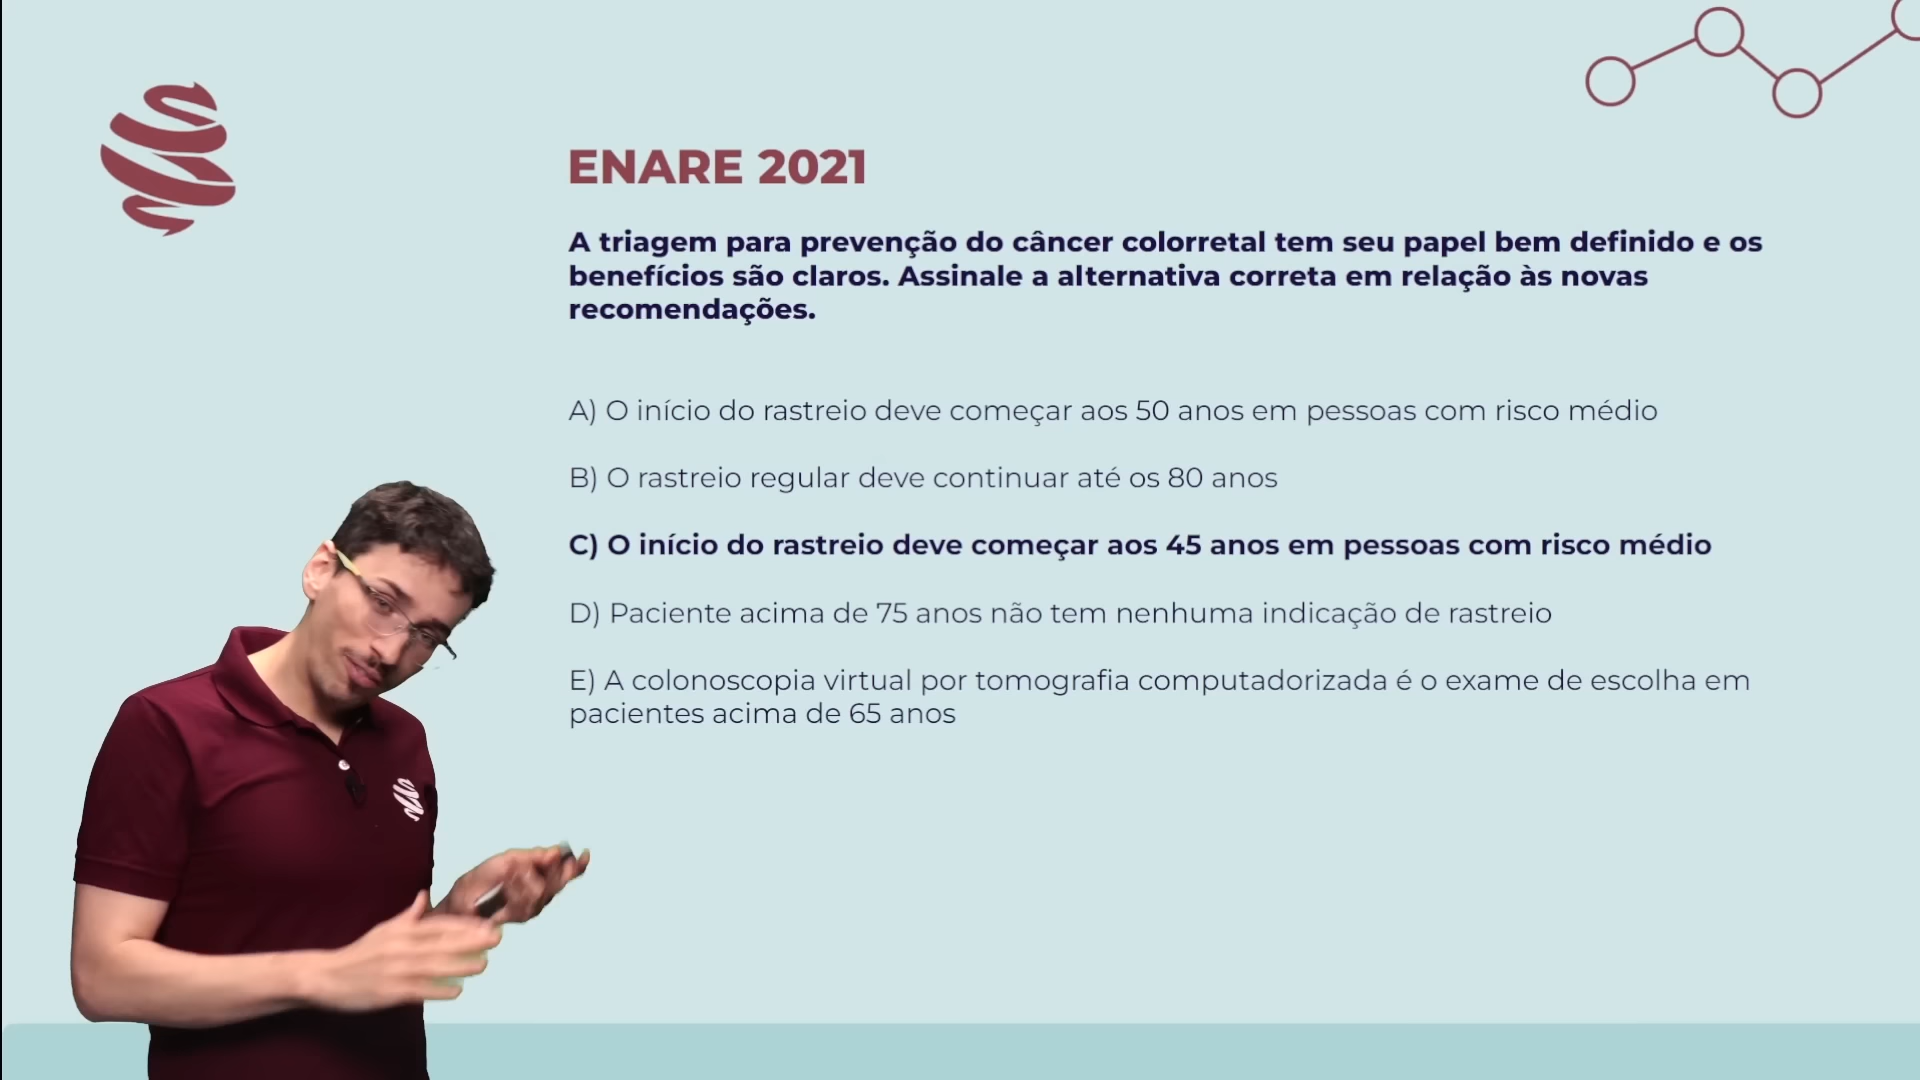 ENARE 2021
A triagem para prevenção do câncer colorretal tem seu papel bem definido e os
benefícios são claros. Assinale a alternativa correta em relação às novas
recomendações.
A) O início do rastreio deve começar aos 50 anos em pessoas com risco médio
B) O rastreio regular deve continuar até os 80 anos
C) O início do rastreio deve começar aos 45 anos em pessoas com risco médio
D) Paciente acima de 75 anos não tem nenhuma indicação de rastreio
E) A colonoscopia virtual por tomografia computadorizada é o exame de escolha em
pacientes acima de 65 anos